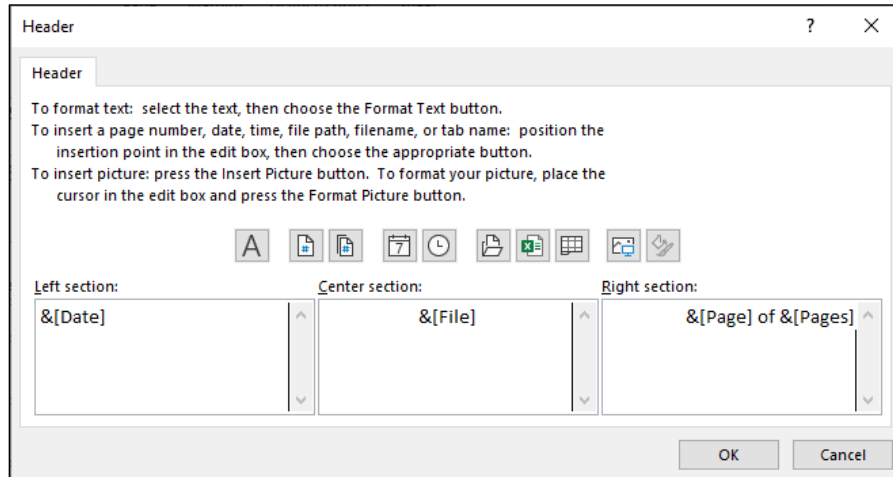 Header ? X
Header
To format text: select the text, then choose the Format Text button.
To insert a page number, date, time, file path, filename, or tab name: position the
insertion point in the edit box, then choose the appropriate button.
To insert picture: press the Insert Picture button. To format your picture, place the
cursor in the edit box and press the Format Picture button.
A # # 7
Left section: Center section: Right section:
&[Date] &[File] &[Page] of &[Pages]
OK Cancel